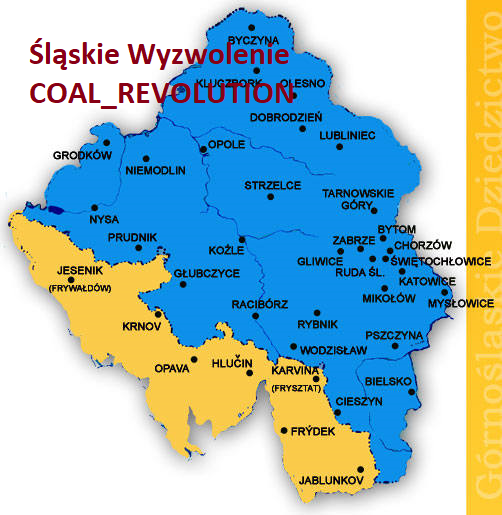 Śląskie Wyzwolenie
COAL_REVOLUTION
BYCZYNA
KLUCZBORK
OLESNO
DOBRODZIEŃ
LUBLINIEC
GRODKÓW
NIEMODLIN
OPOLE
STRZELCE
TARNOWSKIE
GÓRY
NYSA
PRUDNIK
KOŹLE
BYTOM
ZABRZE
CHORZÓW
GLIWICE
ŚWIĘTOCHŁOWICE
RUDA ŚL.
KATOWICE
MIKOŁÓW
MYSŁOWICE
JESENIK
(FRYWAŁDÓW)
GŁUBCZYCE
RACIBÓRZ
RYBNIK
KRNOV
WODZISŁAW
PSZCZYNA
OPAVA
HLUČIN
KARVINA
(FRYSZTAT)
BIELSKO
CIESZYN
FRÝDEK
JABLUNKOV
Górnośląskie Dziedzictwo